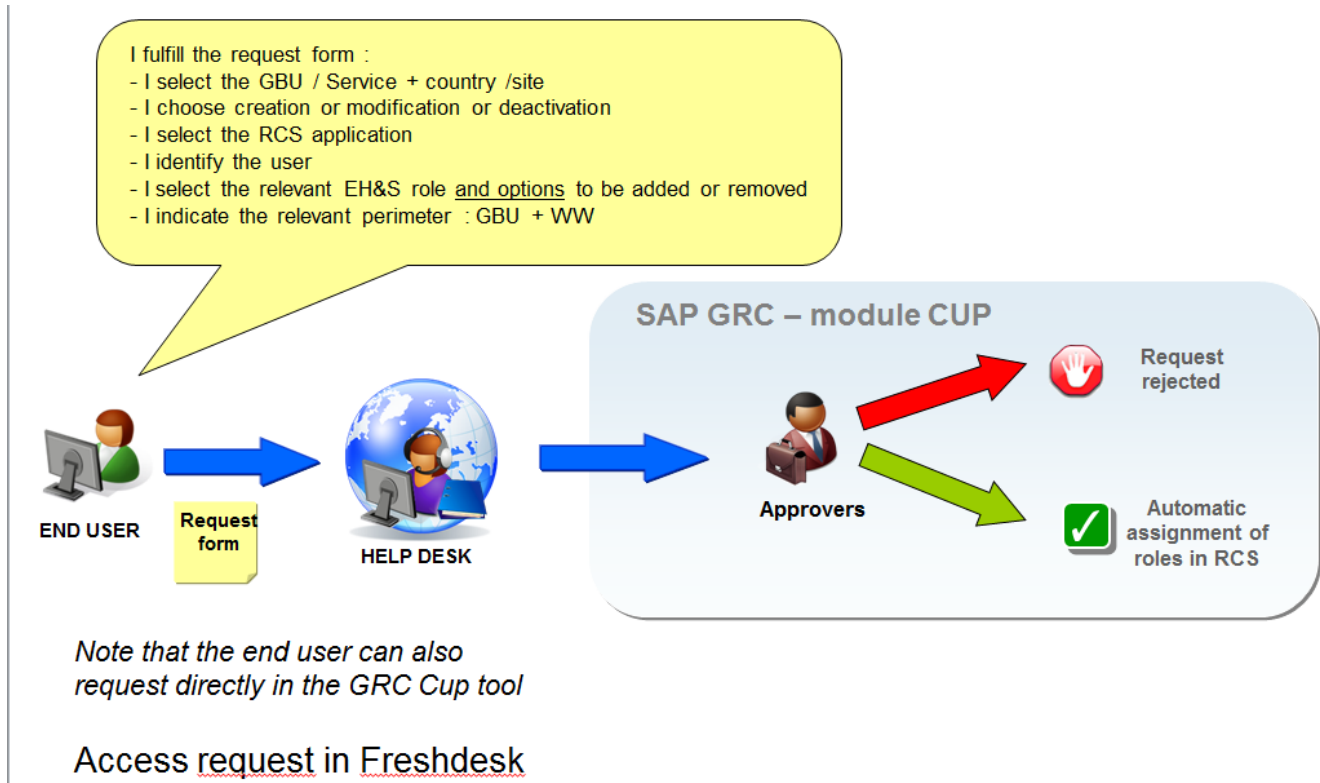 I fulfill the request form :
- I select the GBU / Service + country /site
- I choose creation or modification or deactivation
- I select the RCS application
- I identify the user
- I select the relevant EH&S role and options to be added or removed
- I indicate the relevant perimeter : GBU + WW
SAP GRC – module CUP
Request
rejected
END USER
Request
form
HELP DESK
Approvers
Automatic
assignment of
roles in RCS
Note that the end user can also
request directly in the GRC Cup tool
Access request in Freshdesk